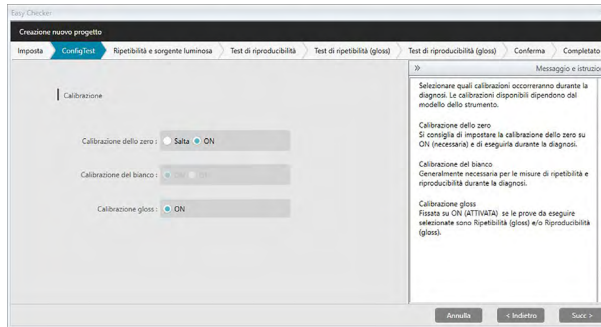 Easy Checker
Creazione nuovo progetto
Imposta ConfigTest Ripetibilità e sorgente luminosa Test di riproducibilità Test di ripetibilità (gloss) Test di riproducibilità (gloss) Conferma Completato
» Messaggio e istruzio
Calibrazione
Calibrazione dello zero : Salta ON
Calibrazione del bianco :
Calibrazione gloss : ON
Selezionare quali calibrazioni occorreranno durante la
diagnosi. Le calibrazioni disponibili dipendono dal
modello dello strumento.
Calibrazione dello zero
Si consiglia di impostare la calibrazione dello zero su
ON (necessaria) e di eseguirla durante la diagnosi.
Calibrazione del bianco
Generalmente necessaria per le misure di ripetibilità e
riproducibilità durante la diagnosi.
Calibrazione gloss
Fissata su ON (ATTIVATA) se le prove da eseguire
selezionate sono Ripetibilità (gloss) e/o Riproducibilità
(gloss).
Annulla < Indietro Succ >